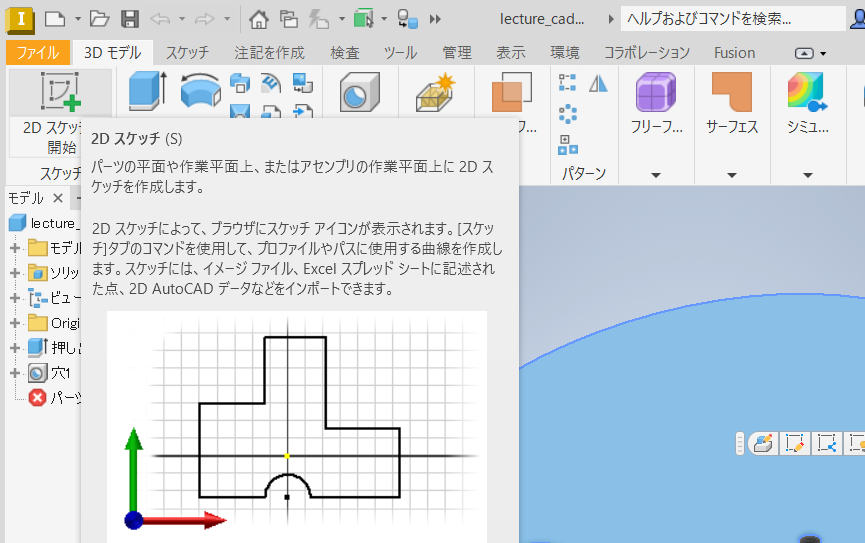 I
lecture_cad...
ヘルプおよびコマンドを検索...
ファイル 3D モデル スケッチ 注記を作成 検査 ツール 管理 表示 環境 コラボレーション Fusion
2D スケッ
開始
フリーフ... サーフェス シミュ...
スケッチ
パターン
2D スケッチ (S)
パーツの平面や作業平面上、またはアセンブリの作業平面上に 2D ス
ケッチを作成します。
2D スケッチによって、ブラウザにスケッチ アイコンが表示されます。[スケッ
チ]タブのコマンドを使用して、プロファイルやパスに使用する曲線を作成し
ます。スケッチには、イメージ ファイル、Excel スプレッド シートに記述され
た点、2D AutoCAD データなどをインポートできます。
モデル
lecture_
モデル
ソリッ
ビュー
Origi
押し出
穴1
パーツ